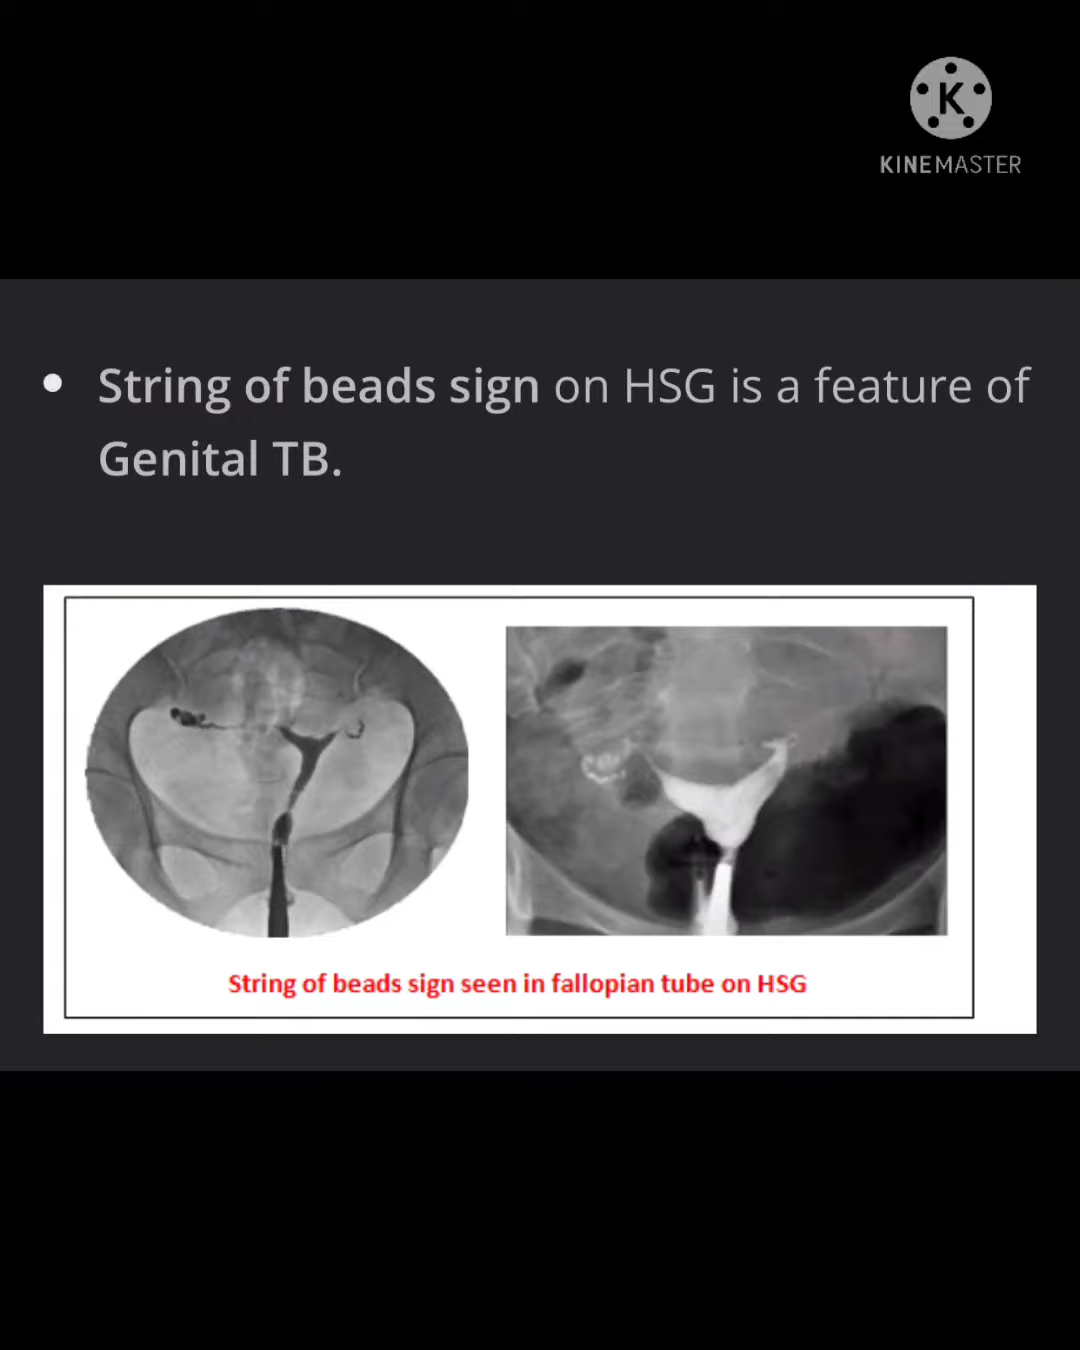 K
KINEMASTER
• String of beads sign on HSG is a feature of
Genital TB.
String of beads sign seen in fallopian tube on HSG